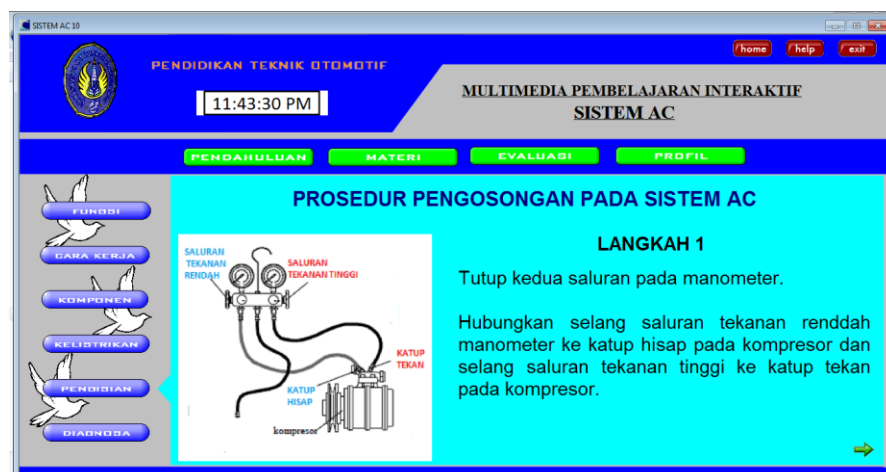 SISTEM AC 10
home help exit
PENDIDIKAN TEKNIK OTOMOTIF
11:43:30 PM
MULTIMEDIA PEMBELAJARAN INTERAKTIF
SISTEM AC
PENDAHULUAN MATERI EVALUASI PROFIL
FUNGSI
CARA KERJA
KOMPONEN
KELISTRIKAN
PENGISIAN
DIAGNOSA
PROSEDUR PENGOSONGAN PADA SISTEM AC
SALURAN
TEKANAN
RENDAH
SALURAN
TEKANAN TINGGI
KATUP
TEKAN
KATUP
HISAP
kompresor
LANGKAH 1
Tutup kedua saluran pada manometer.
Hubungkan selang saluran tekanan renddah
manometer ke katup hisap pada kompresor dan
selang saluran tekanan tinggi ke katup tekan
pada kompresor.